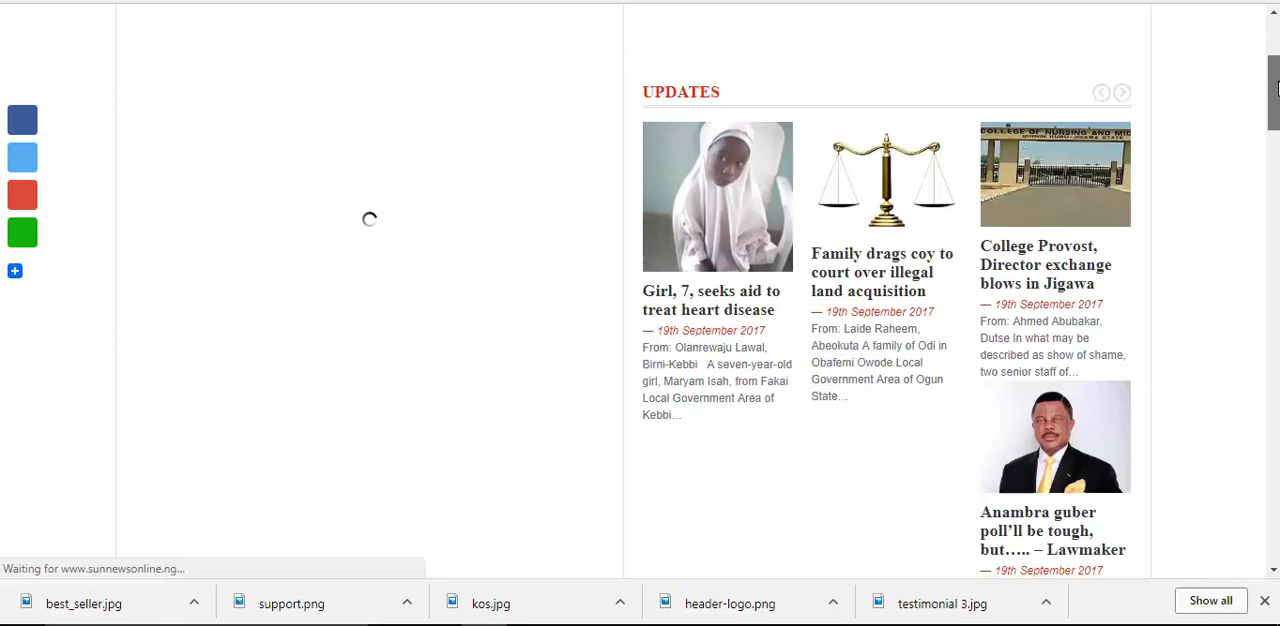 UPDATES
COLLEGE OF NURSING AND MID
Girl, 7, seeks aid to
treat heart disease
— 19th September 2017
From: Olanrewaju Lawal,
Birni-Kebbi   A seven-year-old
girl, Maryam Isah, from Fakai
Local Government Area of
Kebbi…
Family drags coy to
court over illegal
land acquisition
— 19th September 2017
From: Laide Raheem,
Abeokuta A family of Odi in
Obafemi Owode Local
Government Area of Ogun
State…
College Provost,
Director exchange
blows in Jigawa
— 19th September 2017
From: Ahmed Abubakar,
Dutse In what may be
described as show of shame,
two senior staff of…
Anambra guber
poll’ll be tough,
but….. – Lawmaker
— 19th September 2017
Waiting for www.sunnewsonline.ng...
best_seller.jpg
support.png
kos.jpg
header-logo.png
testimonial 3.jpg
Show all